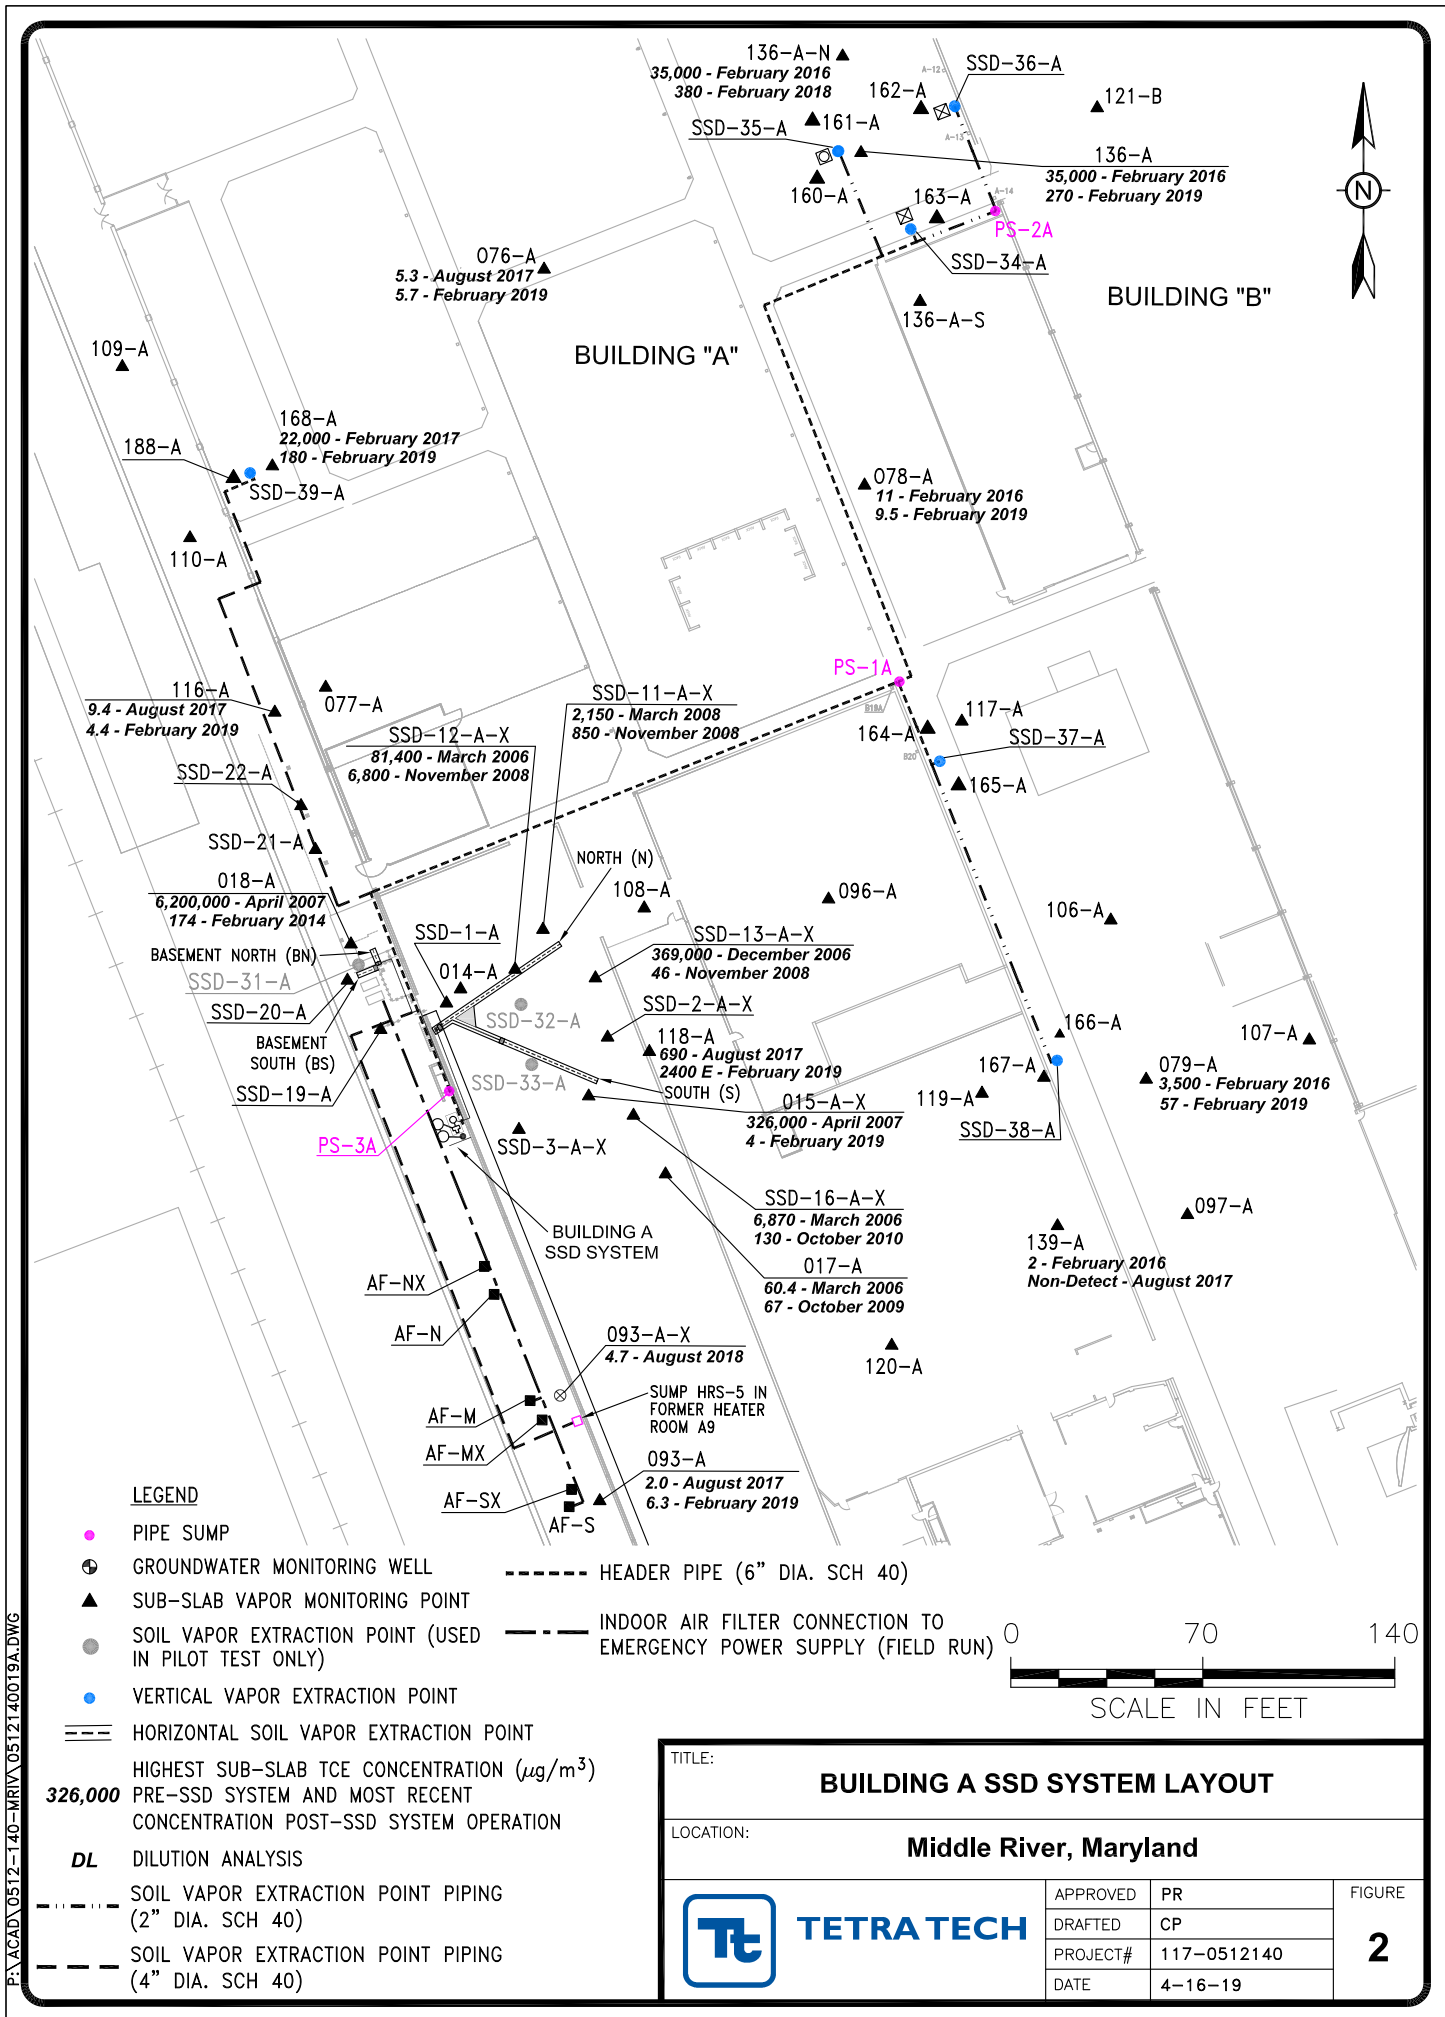 136-A-N
35,000 - February 2016
380 - February 2018
A-12
SSD-36-A
162-A
121-B
161-A
SSD-35-A
A-13
136-A
35,000 - February 2016
270 - February 2019
160-A
A-14
163-A
PS-2A
N
SSD-34-A
076-A
5.3 - August 2017
5.7 - February 2019
BUILDING "B"
136-A-S
109-A
BUILDING "A"
168-A
22,000 - February 2017
180 - February 2019
188-A
SSD-39-A
078-A
11 - February 2016
9.5 - February 2019
110-A
PS-1A
116-A
9.4 - August 2017
4.4 - February 2019
077-A
SSD-11-A-X
2,150 - March 2008
850 - November 2008
B19A
117-A
164-A
SSD-37-A
B20
SSD-12-A-X
81,400 - March 2006
6,800 - November 2008
SSD-22-A
165-A
SSD-21-A
NORTH (N)
018-A
6,200,000 - April 2007
174 - February 2014
108-A
096-A
106-A
SSD-1-A
SSD-13-A-X
369,000 - December 2006
46 - November 2008
BASEMENT NORTH (BN)
SSD-31-A
014-A
SSD-20-A
SSD-32-A
SSD-2-A-X
166-A
107-A
BASEMENT
SOUTH (BS)
118-A
690 - August 2017
2400 E - February 2019
167-A
079-A
3,500 - February 2016
57 - February 2019
SSD-33-A
SOUTH (S)
SSD-19-A
015-A-X
326,000 - April 2007
4 - February 2019
119-A
SSD-38-A
PS-3A
SSD-3-A-X
SSD-16-A-X
6,870 - March 2006
130 - October 2010
097-A
BUILDING A
SSD SYSTEM
139-A
2 - February 2016
Non-Detect - August 2017
017-A
60.4 - March 2006
67 - October 2009
AF-NX
AF-N
093-A-X
4.7 - August 2018
120-A
SUMP HRS-5 IN
FORMER HEATER
ROOM A9
AF-M
AF-MX
093-A
2.0 - August 2017
6.3 - February 2019
AF-SX
AF-S
LEGEND
PIPE SUMP
GROUNDWATER MONITORING WELL
SUB-SLAB VAPOR MONITORING POINT
SOIL VAPOR EXTRACTION POINT (USED
IN PILOT TEST ONLY)
VERTICAL VAPOR EXTRACTION POINT
HORIZONTAL SOIL VAPOR EXTRACTION POINT
HIGHEST SUB-SLAB TCE CONCENTRATION (μg/m³)
326,000 PRE-SSD SYSTEM AND MOST RECENT
CONCENTRATION POST-SSD SYSTEM OPERATION
DL DILUTION ANALYSIS
SOIL VAPOR EXTRACTION POINT PIPING
(2” DIA. SCH 40)
SOIL VAPOR EXTRACTION POINT PIPING
(4” DIA. SCH 40)
HEADER PIPE (6” DIA. SCH 40)
INDOOR AIR FILTER CONNECTION TO
EMERGENCY POWER SUPPLY (FIELD RUN)
0 70 140
SCALE IN FEET
TITLE:
BUILDING A SSD SYSTEM LAYOUT
LOCATION:
Middle River, Maryland
Tt TETRA TECH
APPROVED PR
DRAFTED CP
PROJECT# 117-0512140
DATE 4-16-19
FIGURE
2
P:\ACAD\0512-140-MRIV\0512140019A.DWG